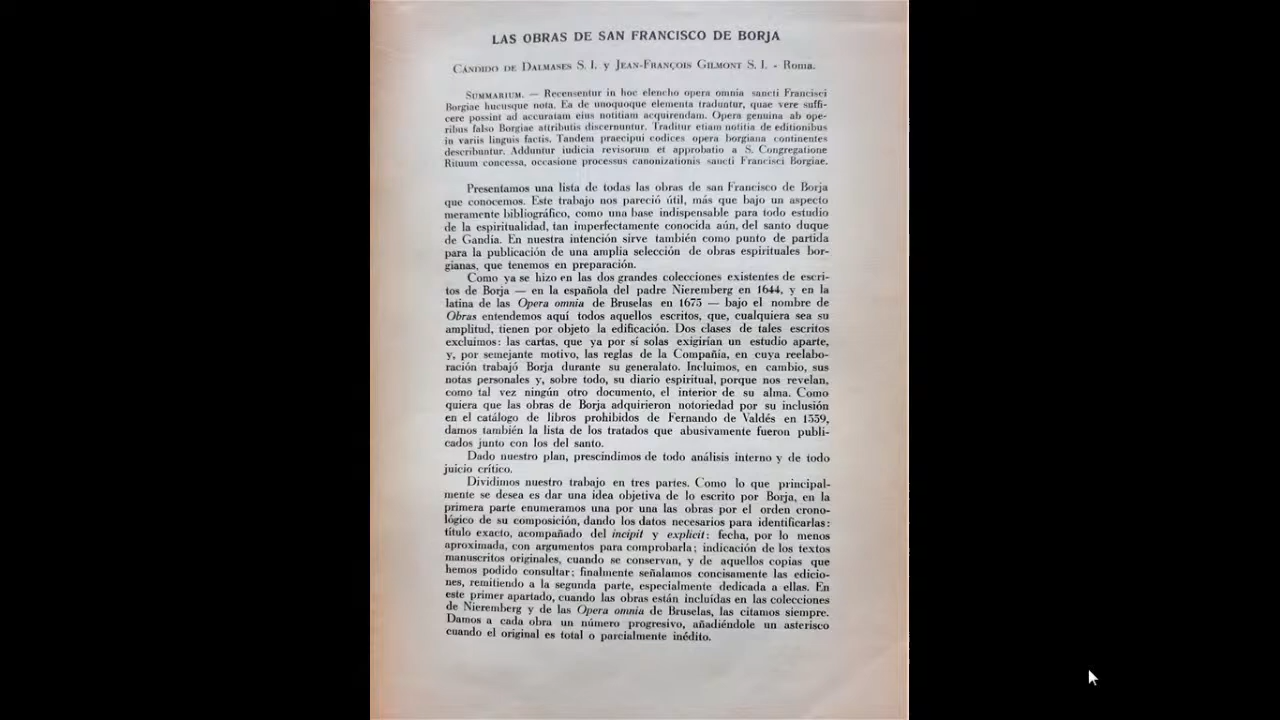 LAS OBRAS DE SAN FRANCISCO DE BORJA
CÁNDIDO DE DALMASES S. I. y JEAN-FRANÇOIS GILMONT S. I. - Roma.
SUMMARIUM. — Recensentur in hoc elencho opera omnia sancti Francisci
Borgiae hucusque nota. Ea de unoquoque elementa traduntur, quae vere suffi-
cere possint ad accuratam eius notitiam acquirendam. Opera genuina ab ope-
ribus falso Borgiae attributis discernuntur. Traditur etiam notitia de editionibus
in variis linguis factis. Tandem praecipui codices opera borgiana continentes
describuntur. Adduntur iudicia revisorum et approbatio a S. Congregatione
Rituum concessa, occasione processus canonizationis sancti Francisci Borgiae.
Presentamos una lista de todas las obras de san Francisco de Borja
que conocemos. Este trabajo nos pareció útil, más que bajo un aspecto
meramente bibliográfico, como una base indispensable para todo estudio
de la espiritualidad, tan imperfectamente conocida aún, del santo duque
de Gandía. En nuestra intención sirve también como punto de partida
para la publicación de una amplia selección de obras espirituales bor-
gianas, que tenemos en preparación.
Como ya se hizo en las dos grandes colecciones existentes de escri-
tos de Borja — en la española del padre Nieremberg en 1644, y en la
latina de las Opera omnia de Bruselas en 1675 — bajo el nombre de
Obras entendemos aquí todos aquellos escritos, que, cualquiera sea su
amplitud, tienen por objeto la edificación. Dos clases de tales escritos
excluimos: las cartas, que ya por sí solas exigirían un estudio aparte,
y, por semejante motivo, las reglas de la Compañía, en cuya reelabo-
ración trabajó Borja durante su generalato. Incluimos, en cambio, sus
notas personales y, sobre todo, su diario espiritual, porque nos revelan,
como tal vez ningún otro documento, el interior de su alma. Como
quiera que las obras de Borja adquirieron notoriedad por su inclusión
en el catálogo de libros prohibidos de Fernando de Valdés en 1559,
damos también la lista de los tratados que abusivamente fueron publi-
cados junto con los del santo.
Dado nuestro plan, prescindimos de todo análisis interno y de todo
juicio crítico.
Dividimos nuestro trabajo en tres partes. Como lo que principal-
mente se desea es dar una idea objetiva de lo escrito por Borja, en la
primera parte enumeramos una por una las obras por el orden crono-
lógico de su composición, dando los datos necesarios para identificarlas:
título exacto, acompañado del incipit y explicit: fecha, por lo menos
aproximada, con argumentos para comprobarla; indicación de los textos
manuscritos originales, cuando se conservan, y de aquellos copias que
hemos podido consultar; finalmente señalamos concisamente las edicio-
nes, remitiendo a la segunda parte, especialmente dedicada a ellas. En
este primer apartado, cuando las obras están incluídas en las colecciones
de Nieremberg y de las Opera omnia de Bruselas, las citamos siempre.
Damos a cada obra un número progresivo, añadiéndole un asterisco
cuando el original es total o parcialmente inédito.